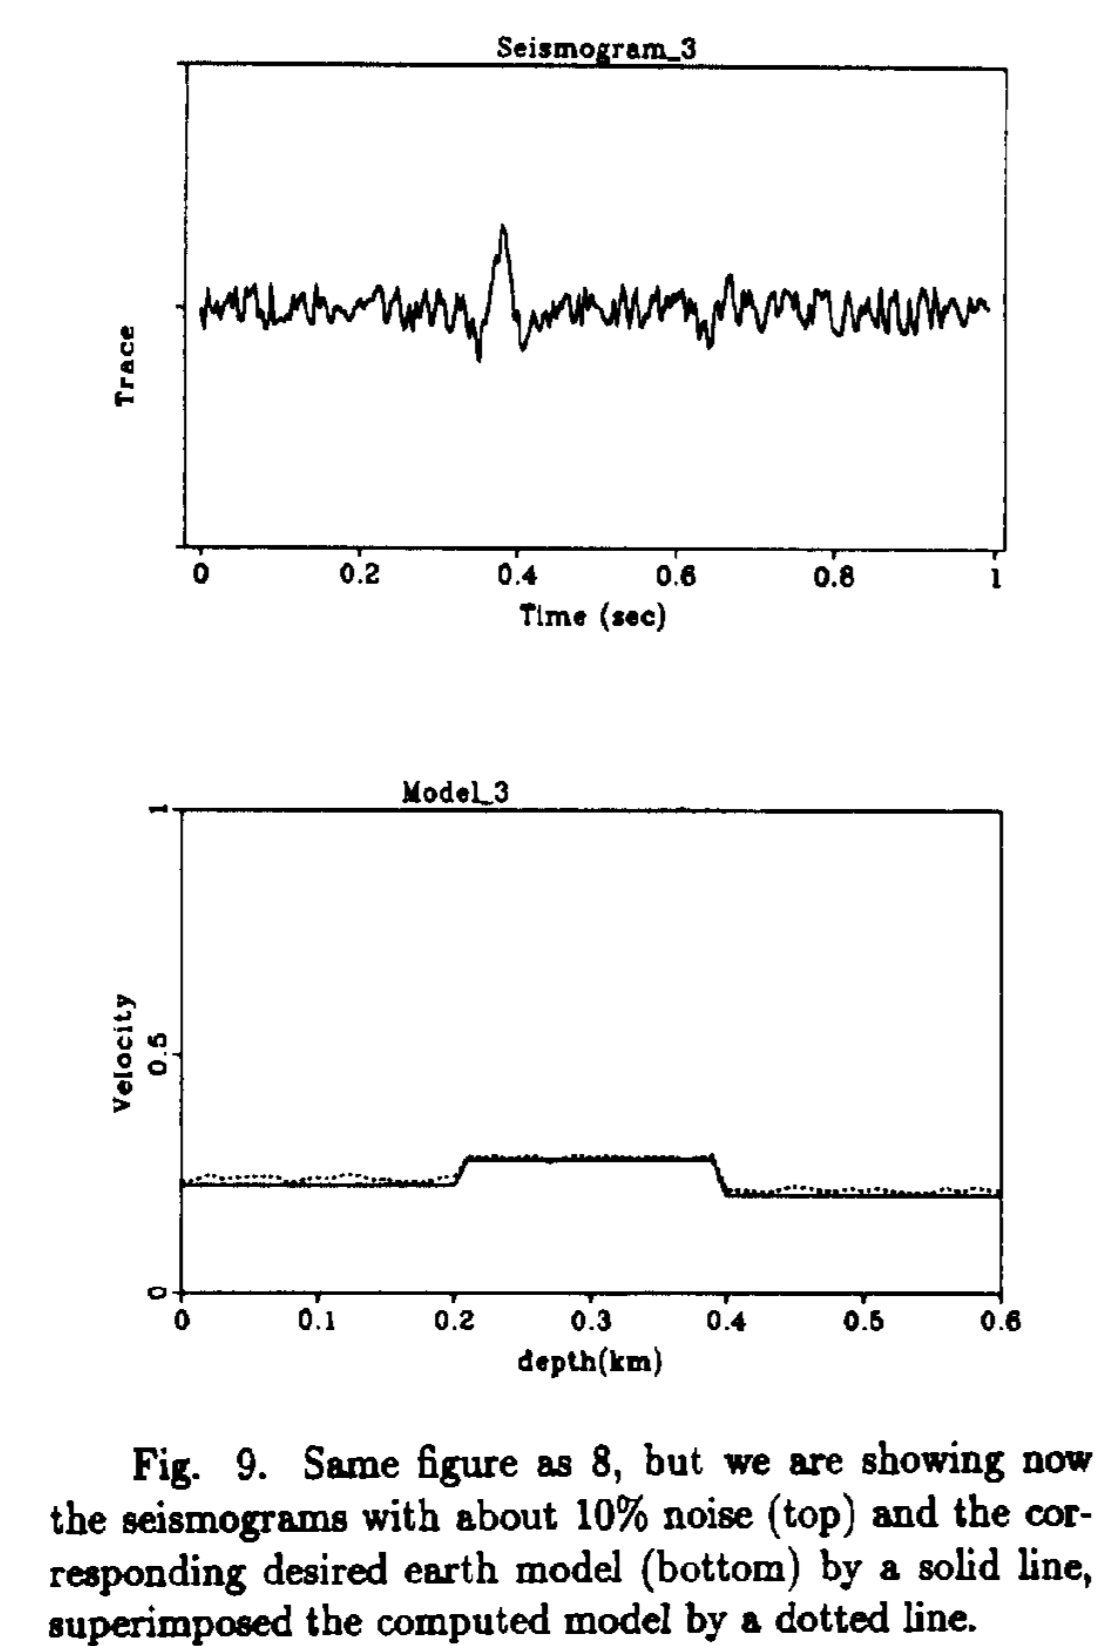 Seismogram_3
Trace
0 0.2 0.4 0.6 0.8 1
Time (sec)
Model_3
1
0.5
0
Velocity
0 0.1 0.2 0.3 0.4 0.5 0.6
depth(km)
Fig. 9. Same figure as 8, but we are showing now
the seismograms with about 10% noise (top) and the cor-
responding desired earth model (bottom) by a solid line,
superimposed the computed model by a dotted line.